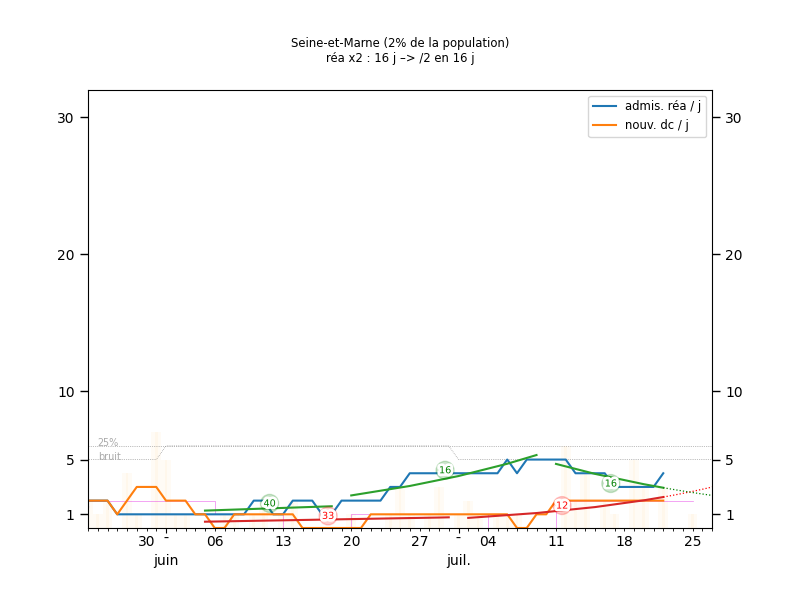 Seine-et-Marne (2% de la population)
réa x2 : 16 j –> /2 en 16 j
admis. réa / j
nouv. dc / j
30
30
20
20
10
10
25%
bruit
5
5
16
16
40
12
33
1
1
30 - 06 13 20 27 - 04 11 18 25
juin juil.